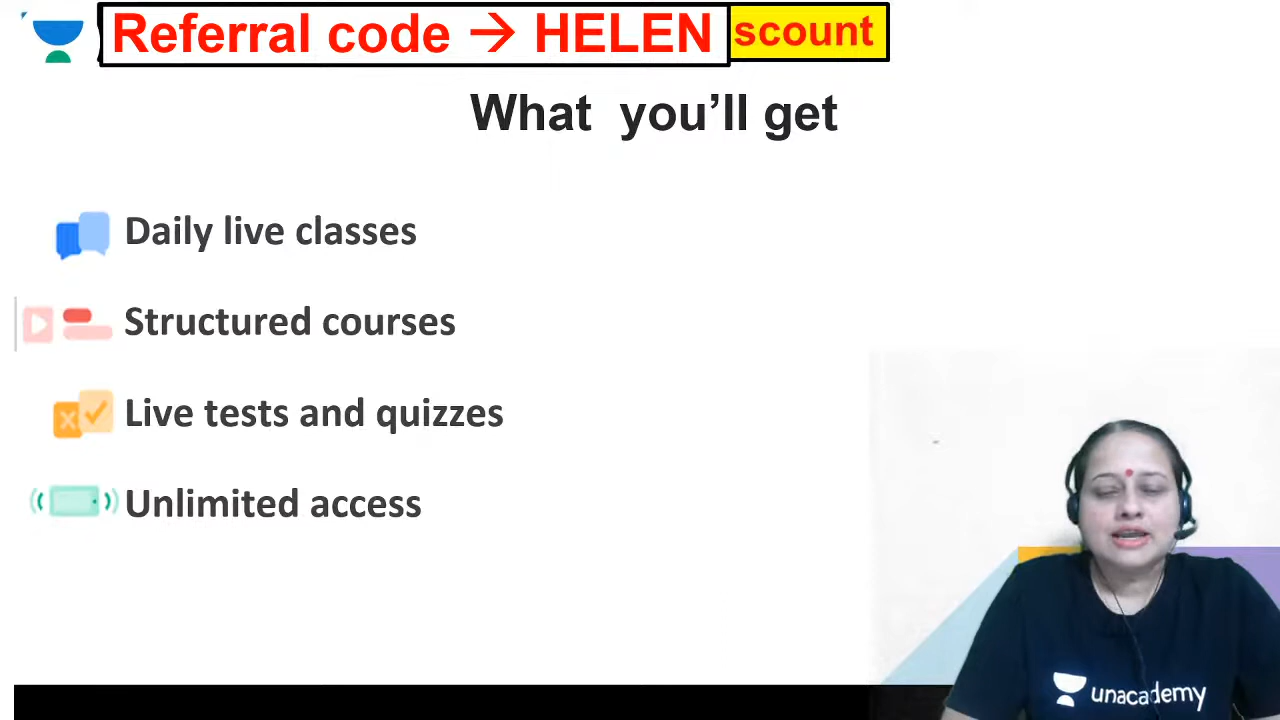 Referral code → HELEN scount
What you’ll get
Daily live classes
Structured courses
Live tests and quizzes
Unlimited access
unacademy